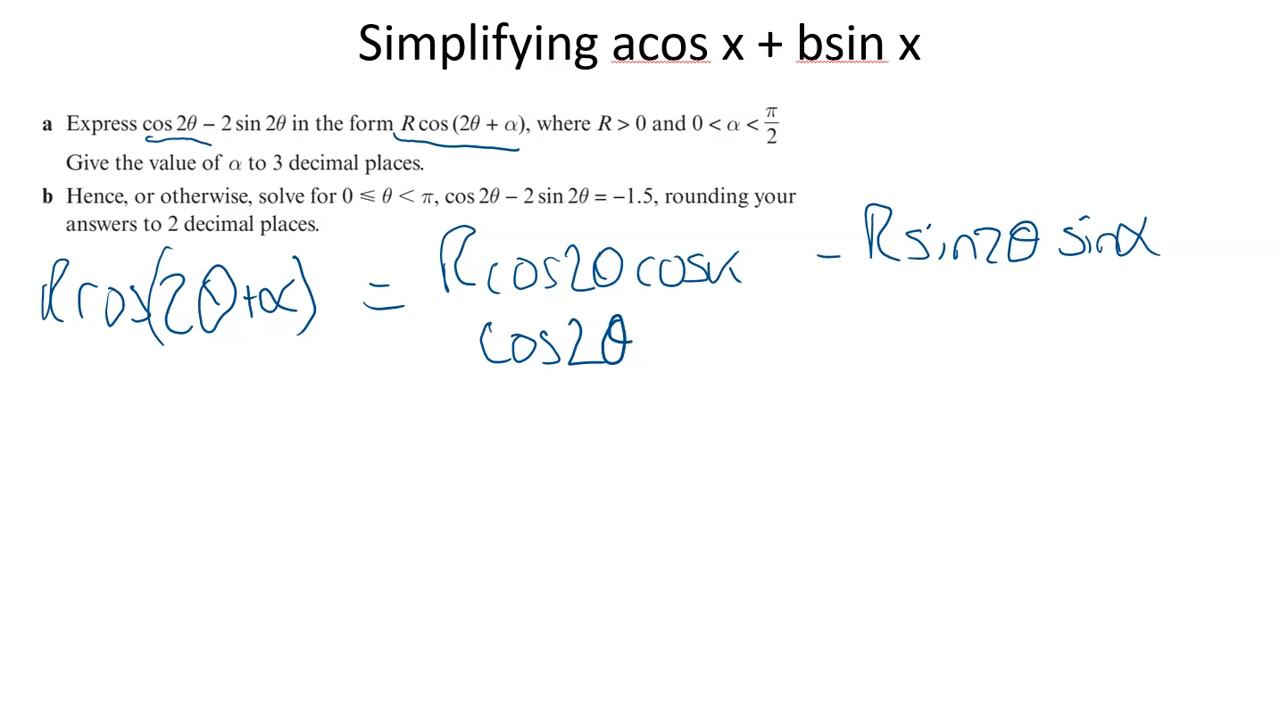 Simplifying acos x + bsin x
a Express cos 2θ − 2 sin 2θ in the form R cos (2θ + α), where R > 0 and 0 < α < π/2
Give the value of α to 3 decimal places.
b Hence, or otherwise, solve for 0 ⩽ θ < π, cos 2θ − 2 sin 2θ = −1.5, rounding your
answers to 2 decimal places.
Rcos(2θ+α) = Rcos2θcosα − Rsin2θ sinα
cos2θ